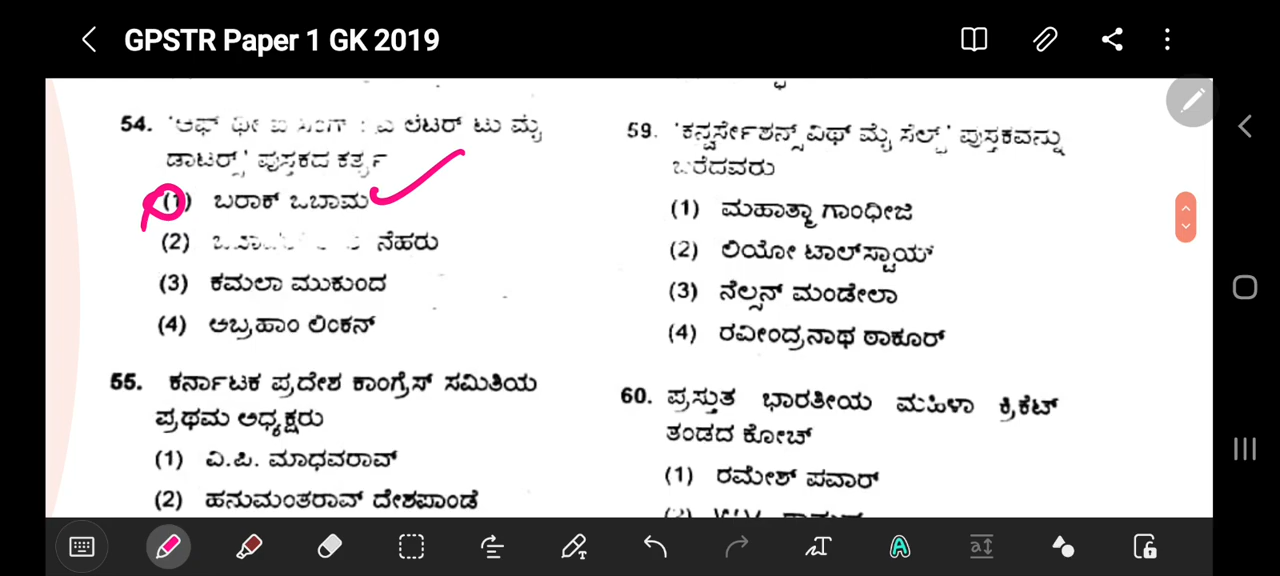 GPSTR Paper 1 GK 2019
54. 'ಆಫ್ ಥೀ ಐ ಸಿಂಗ್ : ಎ ಲೆಟರ್ ಟು ಮೈ
ಡಾಟರ್ಸ್' ಪುಸ್ತಕದ ಕರ್ತೃ
(1) ಬರಾಕ್ ಒಬಾಮ
(2) ನೆಹರು
(3) ಕಮಲಾ ಮುಕುಂದ
(4) ಅಬ್ರಹಾಂ ಲಿಂಕನ್
55. ಕರ್ನಾಟಕ ಪ್ರದೇಶ ಕಾಂಗ್ರೆಸ್ ಸಮಿತಿಯ
ಪ್ರಥಮ ಅಧ್ಯಕ್ಷರು
(1) ವಿ.ಪಿ. ಮಾಧವರಾವ್
(2) ಹನುಮಂತರಾವ್ ದೇಶಪಾಂಡೆ
59. 'ಕನ್ವರ್ಸೇಶನ್ಸ್ ವಿಥ್ ಮೈ ಸೆಲ್ಫ್' ಪುಸ್ತಕವನ್ನು
ಬರೆದವರು
(1) ಮಹಾತ್ಮಾ ಗಾಂಧೀಜಿ
(2) ಲಿಯೋ ಟಾಲ್‌ಸ್ಟಾಯ್
(3) ನೆಲ್ಸನ್ ಮಂಡೇಲಾ
(4) ರವೀಂದ್ರನಾಥ ಠಾಕೂರ್
60. ಪ್ರಸ್ತುತ ಭಾರತೀಯ ಮಹಿಳಾ ಕ್ರಿಕೆಟ್
ತಂಡದ ಕೋಚ್
(1) ರಮೇಶ್ ಪವಾರ್